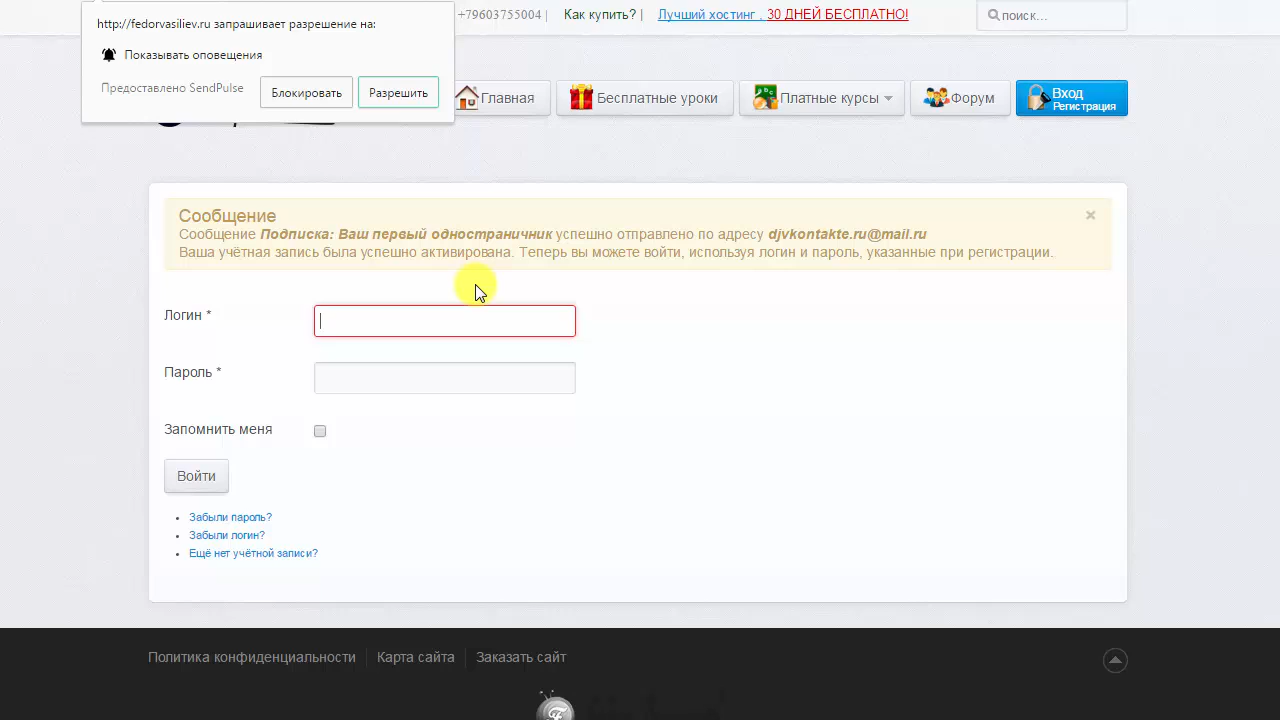 http://fedorvasiliev.ru запрашивает разрешение на:
Показывать оповещения
Предоставлено SendPulse
Блокировать
Разрешить
+79603755004 |
Как купить? |
Лучший хостинг . 30 ДНЕЙ БЕСПЛАТНО!
поиск...
Главная
Бесплатные уроки
Платные курсы
Форум
Вход
Регистрация
Сообщение
×
Сообщение Подписка: Ваш первый одностраничник успешно отправлено по адресу djvkontakte.ru@mail.ru
Ваша учётная запись была успешно активирована. Теперь вы можете войти, используя логин и пароль, указанные при регистрации.
Логин *
Пароль *
Запомнить меня
Войти
Забыли пароль?
Забыли логин?
Ещё нет учётной записи?
Политика конфиденциальности
Карта сайта
Заказать сайт